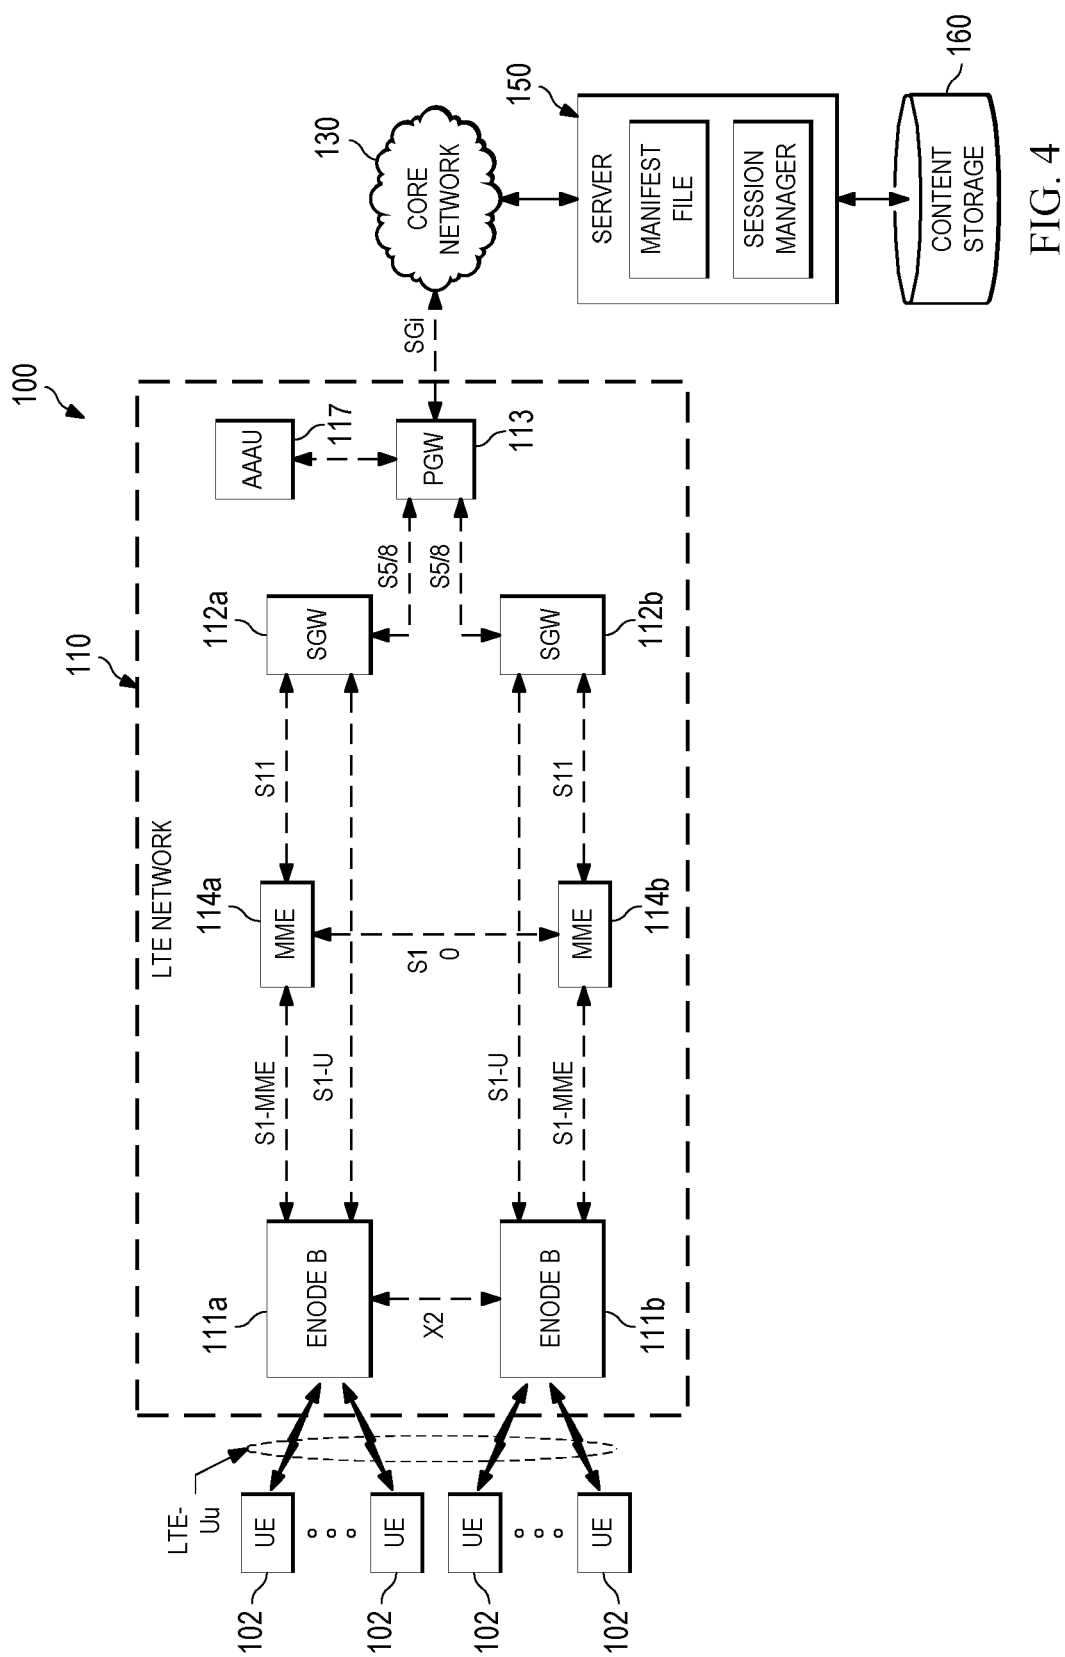 100
110
LTE NETWORK
LTE-
Uu
UE
102
UE
102
UE
102
UE
102
111a
ENODE B
X2
ENODE B
111b
S1-MME
S1-U
S1-U
S1-MME
114a
MME
S1
0
MME
114b
S11
S11
112a
SGW
SGW
112b
S5/8
S5/8
AAAU
117
PGW
113
SGi
130
CORE
NETWORK
150
SERVER
MANIFEST
FILE
SESSION
MANAGER
160
CONTENT
STORAGE
FIG. 4